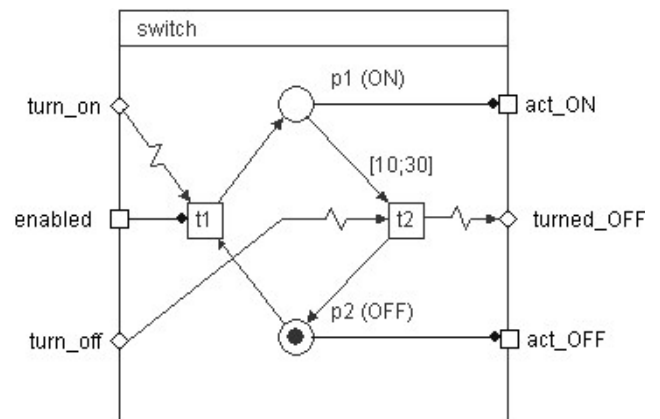 switch
p1 (ON)
turn_on
act_ON
[10;30]
enabled
t1
t2
turned_OFF
p2 (OFF)
turn_off
act_OFF